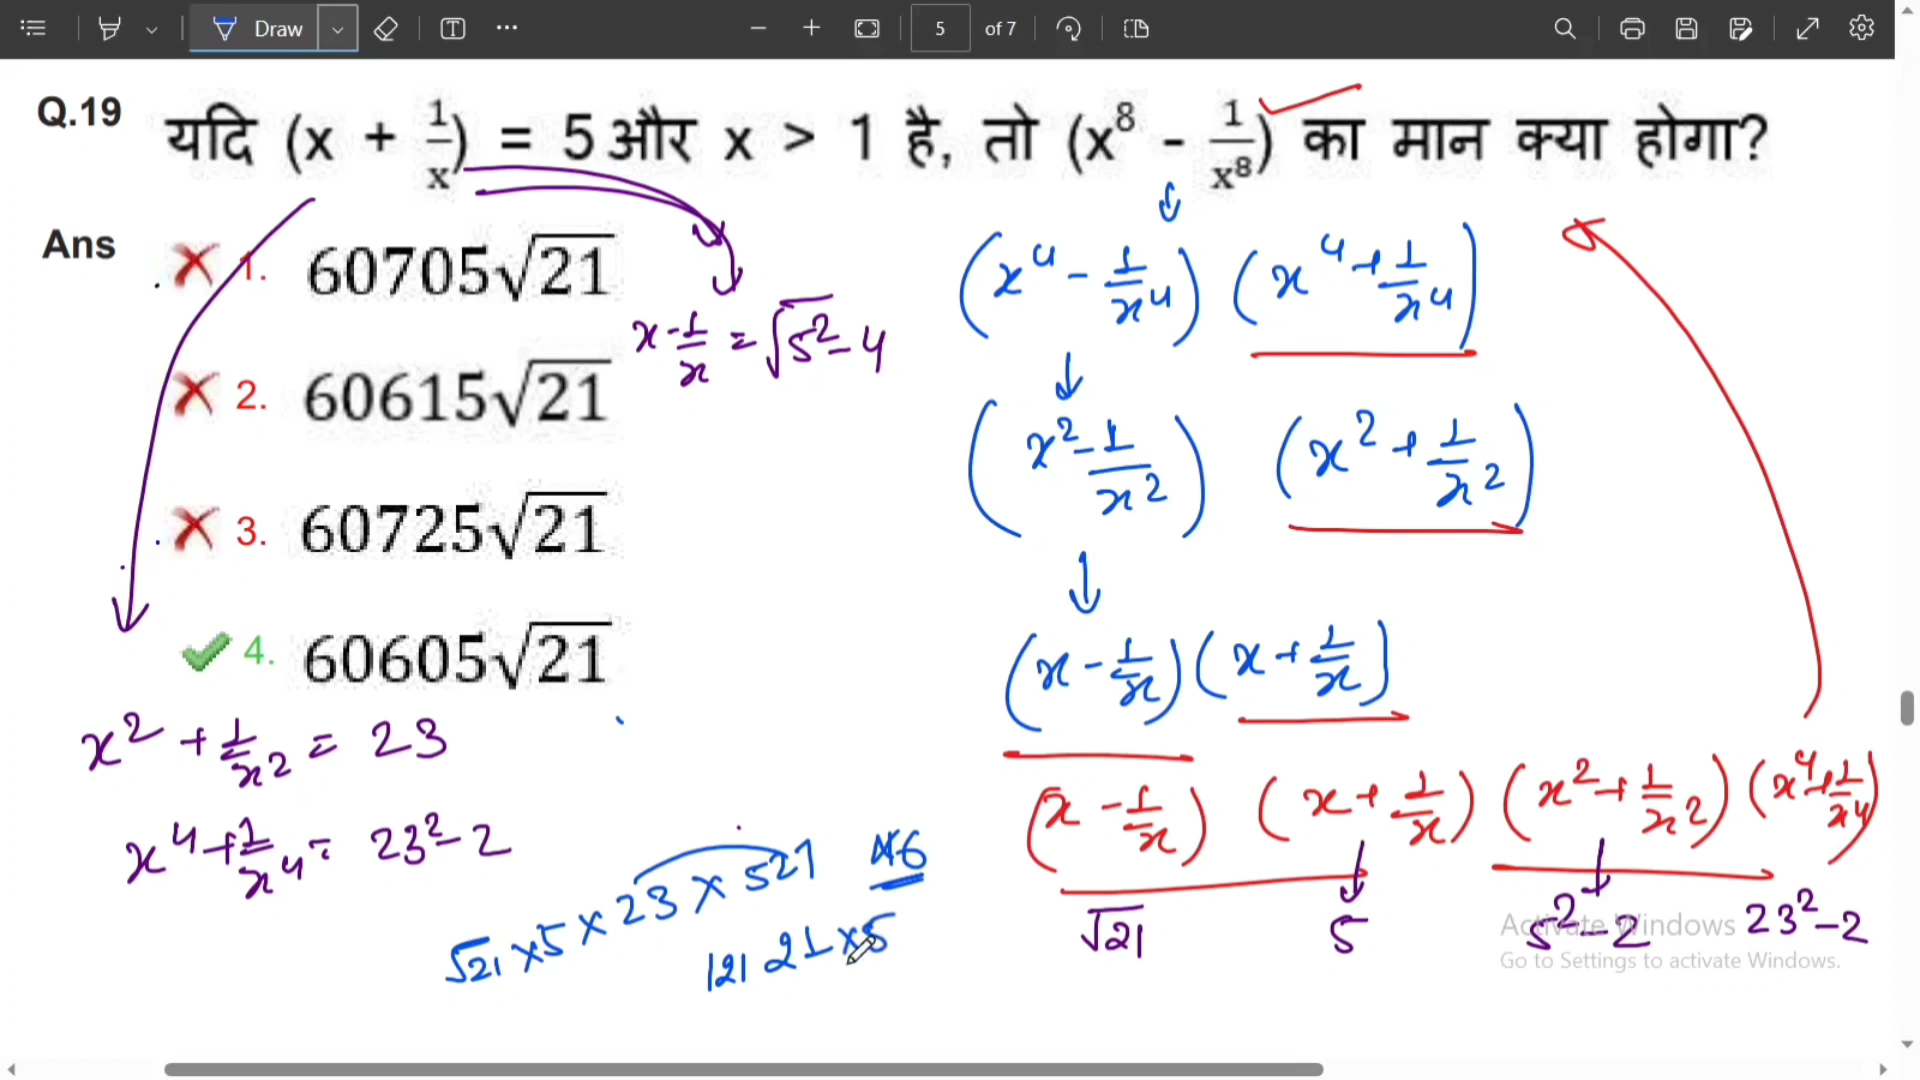 Draw
5 of 7
Q.19 यदि (x + 1/x) = 5 और x > 1 है, तो (x⁸ - 1/x⁸) का मान क्या होगा?
Ans
1. 60705√21
2. 60615√21
3. 60725√21
4. 60605√21
x - 1/x = √5² - 4
(x⁴ - 1/x⁴) (x⁴ + 1/x⁴)
(x² - 1/x²) (x² + 1/x²)
(x - 1/x) (x + 1/x)
(x - 1/x) (x + 1/x) (x² + 1/x²) (x⁴ + 1/x⁴)
√21 5 5² - 2 23² - 2
x² + 1/x² = 23
x⁴ + 1/x⁴ = 23² - 2
√21 × 5 × 23 × 527
121 21 × 5
Activate Windows
Go to Settings to activate Windows.